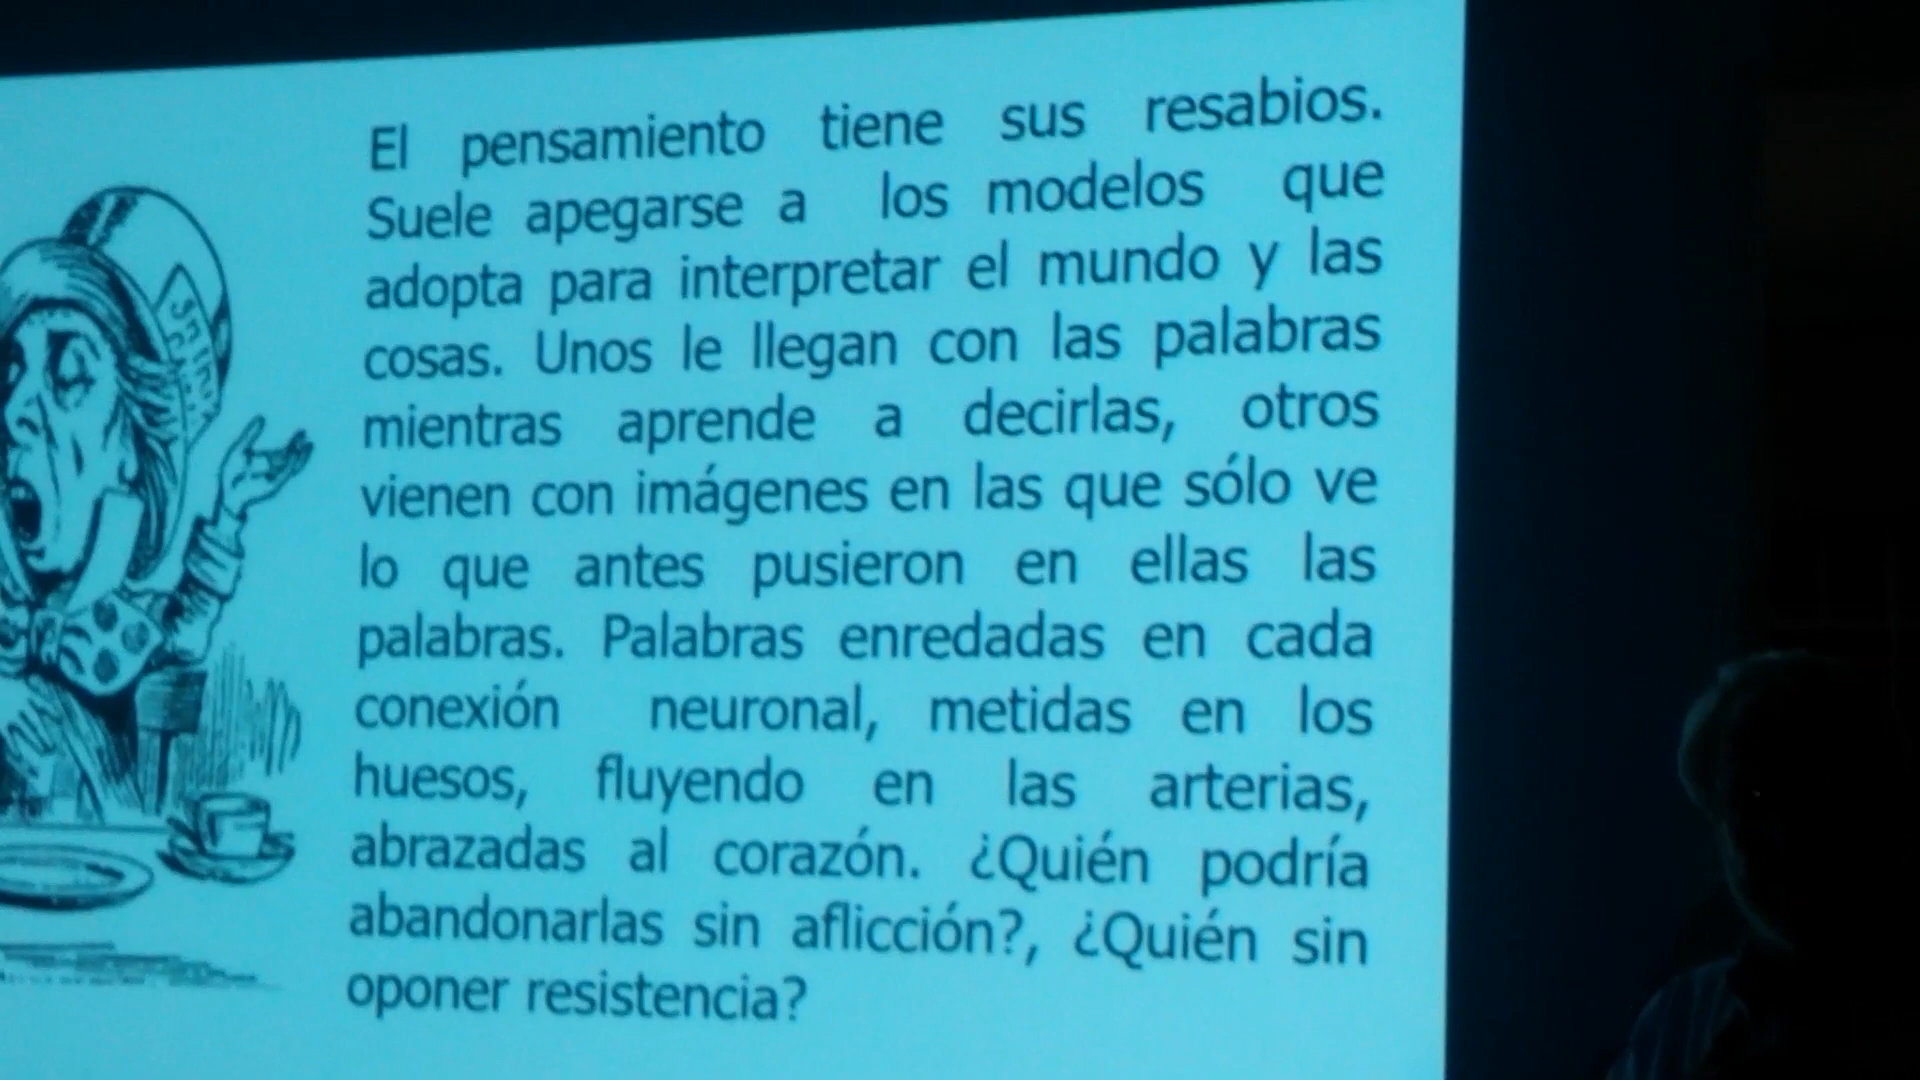 El pensamiento tiene sus resabios.
Suele apegarse a los modelos que
adopta para interpretar el mundo y las
cosas. Unos le llegan con las palabras
mientras aprende a decirlas, otros
vienen con imágenes en las que sólo ve
lo que antes pusieron en ellas las
palabras. Palabras enredadas en cada
conexión neuronal, metidas en los
huesos, fluyendo en las arterias,
abrazadas al corazón. ¿Quién podría
abandonarlas sin aflicción?, ¿Quién sin
oponer resistencia?